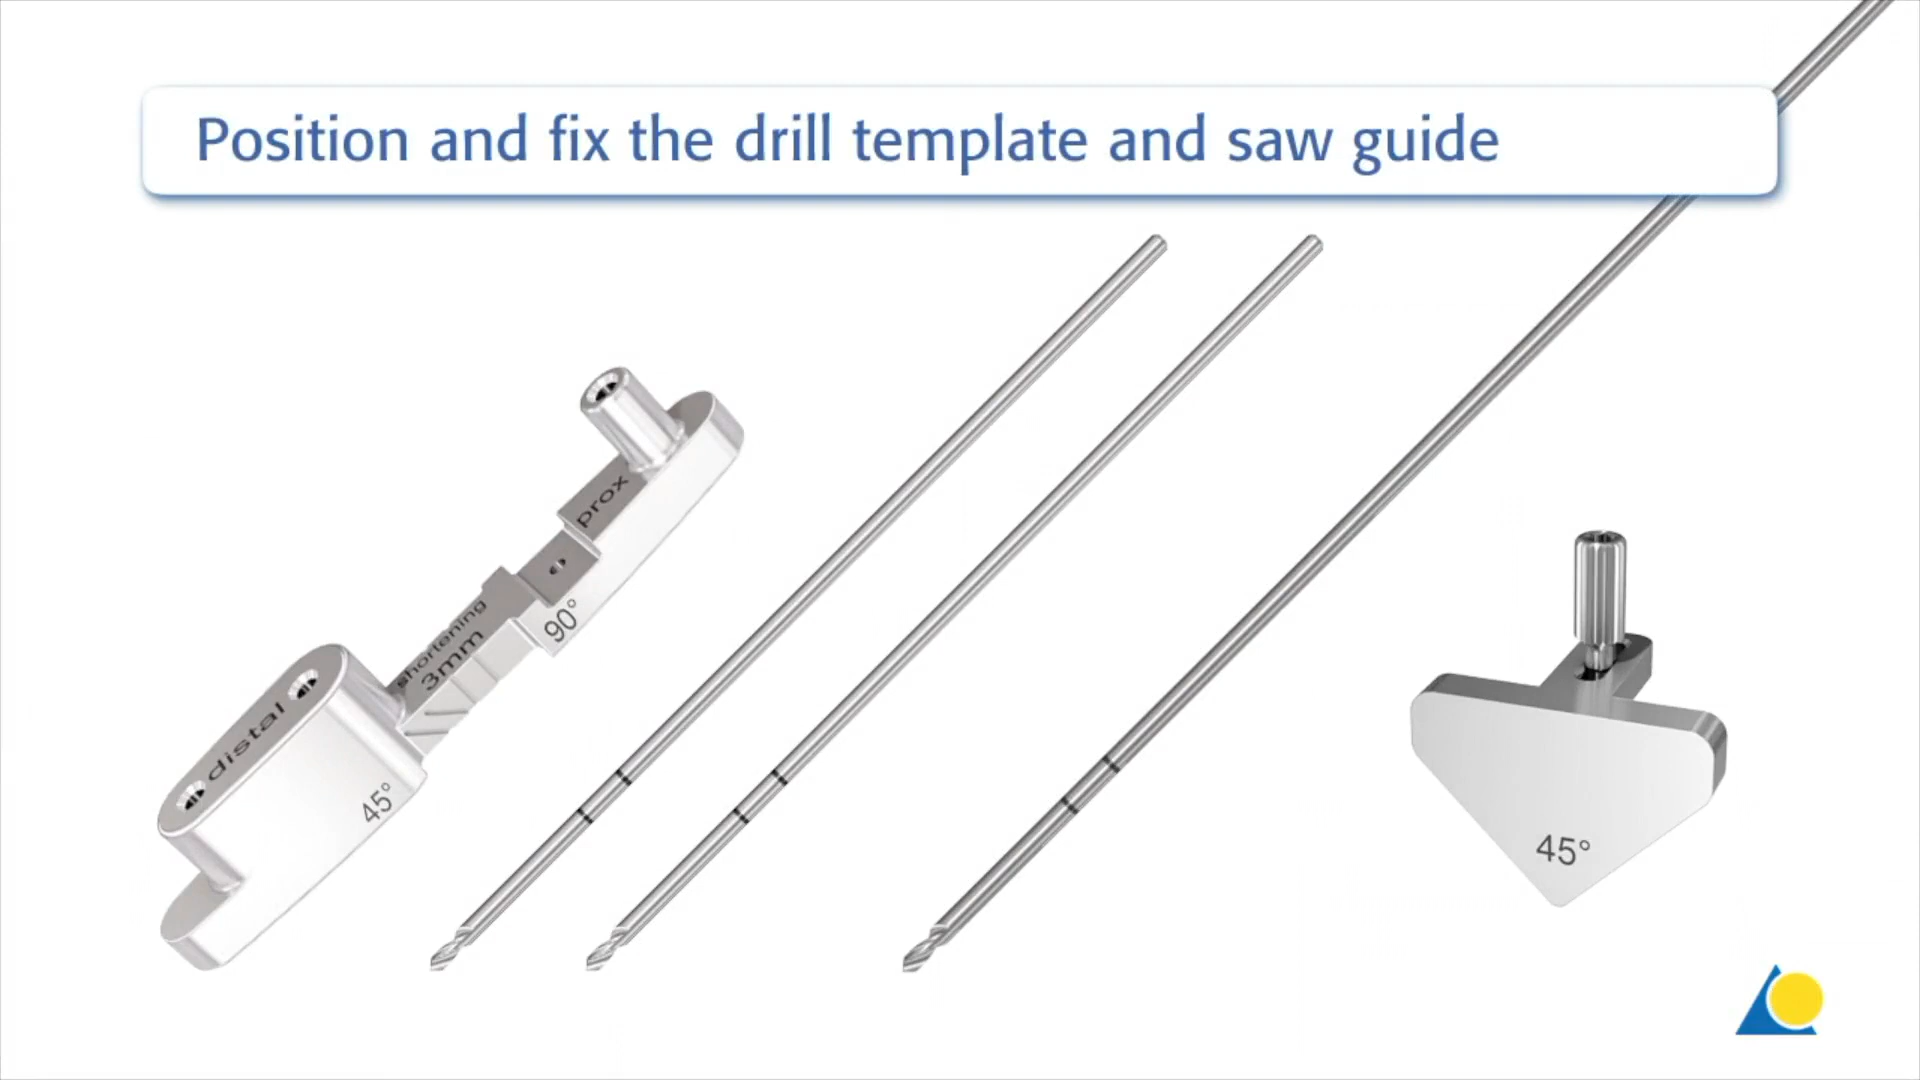 Position and fix the drill template and saw guide
prox
90°
shortening
3mm
distal
45°
45°